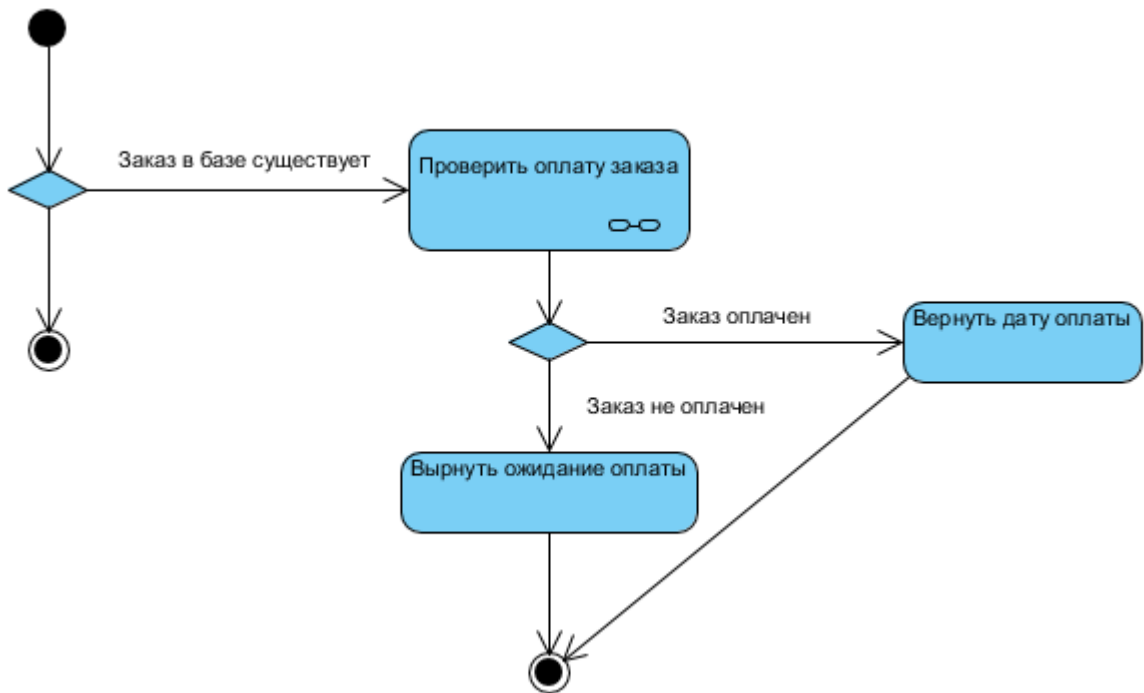 Заказ в базе существует
Проверить оплату заказа
Заказ оплачен
Вернуть дату оплаты
Заказ не оплачен
Вырнуть ожидание оплаты